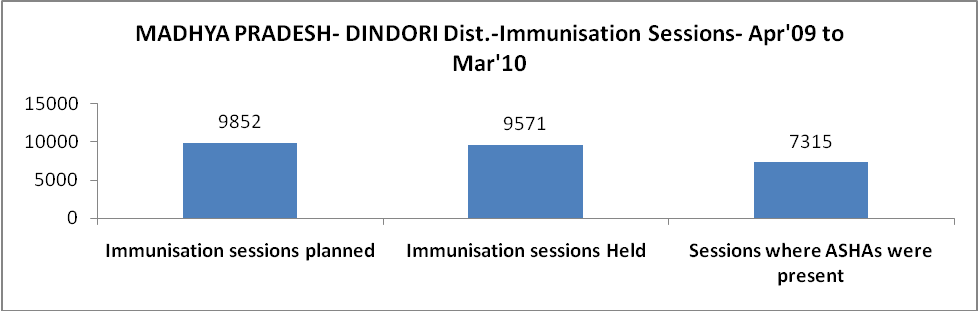 MADHYA PRADESH- DINDORI Dist.-Immunisation Sessions- Apr'09 to
Mar'10
15000
10000
5000
0
9852
9571
7315
Immunisation sessions planned
Immunisation sessions Held
Sessions where ASHAs were
present